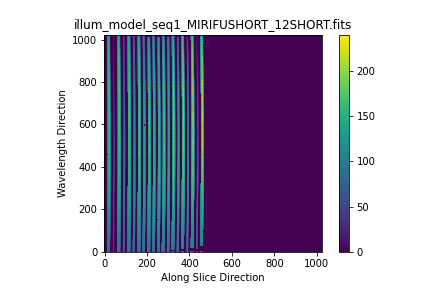 illum_model_seq1_MIRIFUSHORT_12SHORT.fits
1000
800
600
400
200
0
Wavelength Direction
0 200 400 600 800 1000
Along Slice Direction
200
150
100
50
0